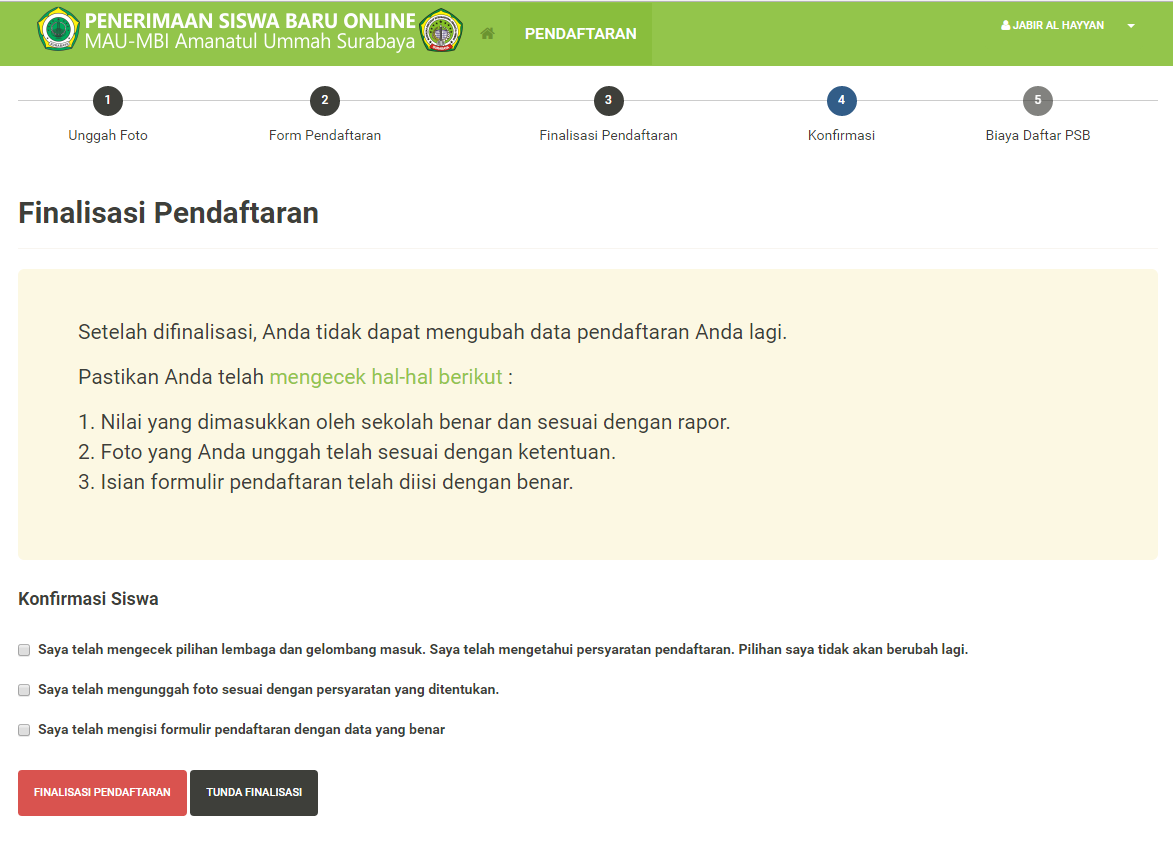 PENERIMAAN SISWA BARU ONLINE
MAU-MBI Amanatul Ummah Surabaya
PENDAFTARAN
JABIR AL HAYYAN
1
2
3
4
5
Unggah Foto
Form Pendaftaran
Finalisasi Pendaftaran
Konfirmasi
Biaya Daftar PSB
Finalisasi Pendaftaran
Setelah difinalisasi, Anda tidak dapat mengubah data pendaftaran Anda lagi.
Pastikan Anda telah mengecek hal-hal berikut :
1. Nilai yang dimasukkan oleh sekolah benar dan sesuai dengan rapor.
2. Foto yang Anda unggah telah sesuai dengan ketentuan.
3. Isian formulir pendaftaran telah diisi dengan benar.
Konfirmasi Siswa
Saya telah mengecek pilihan lembaga dan gelombang masuk. Saya telah mengetahui persyaratan pendaftaran. Pilihan saya tidak akan berubah lagi.
Saya telah mengunggah foto sesuai dengan persyaratan yang ditentukan.
Saya telah mengisi formulir pendaftaran dengan data yang benar
FINALISASI PENDAFTARAN
TUNDA FINALISASI